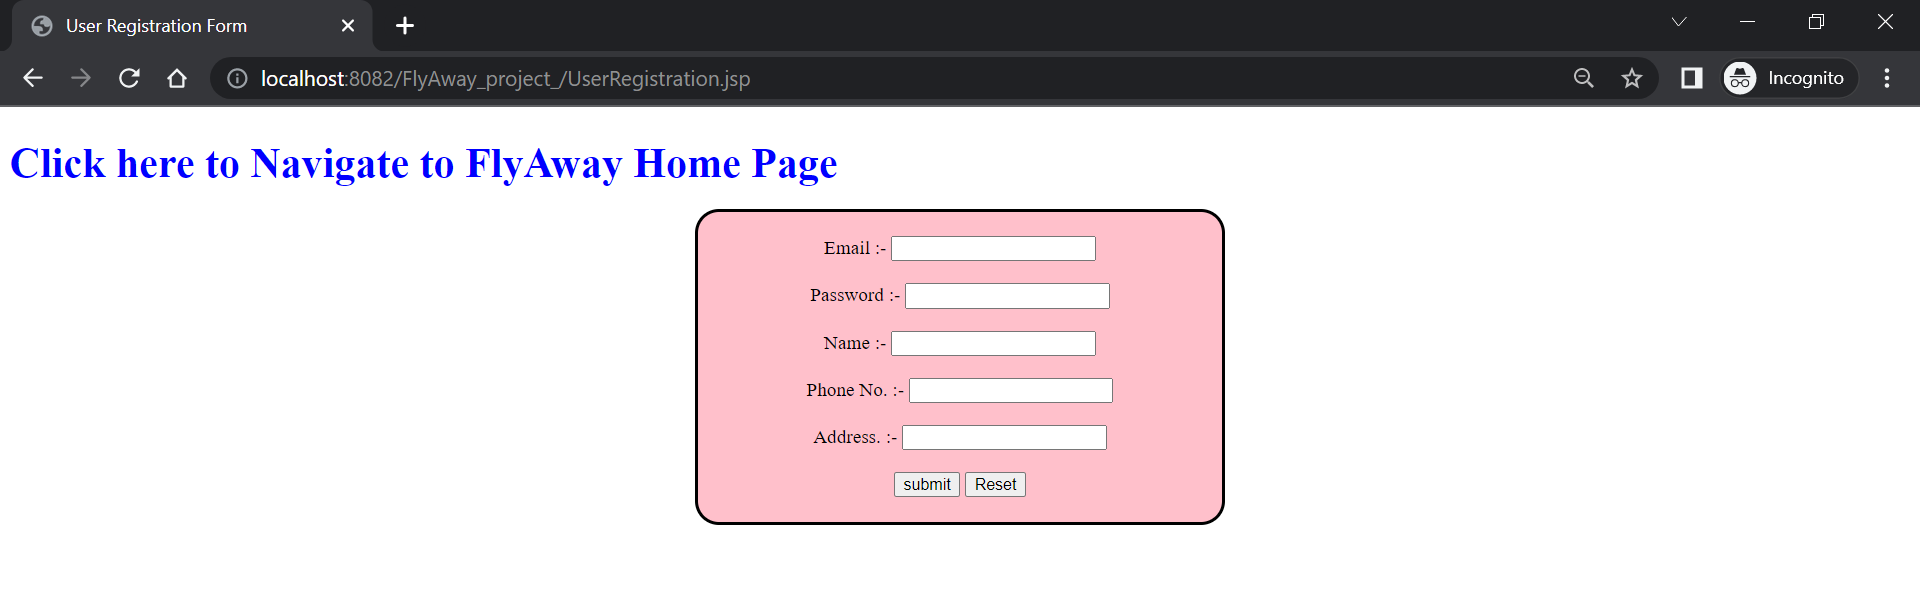 User Registration Form
localhost:8082/FlyAway_project_/UserRegistration.jsp
Incognito
Click here to Navigate to FlyAway Home Page
Email :-
Password :-
Name :-
Phone No. :-
Address. :-
submit Reset